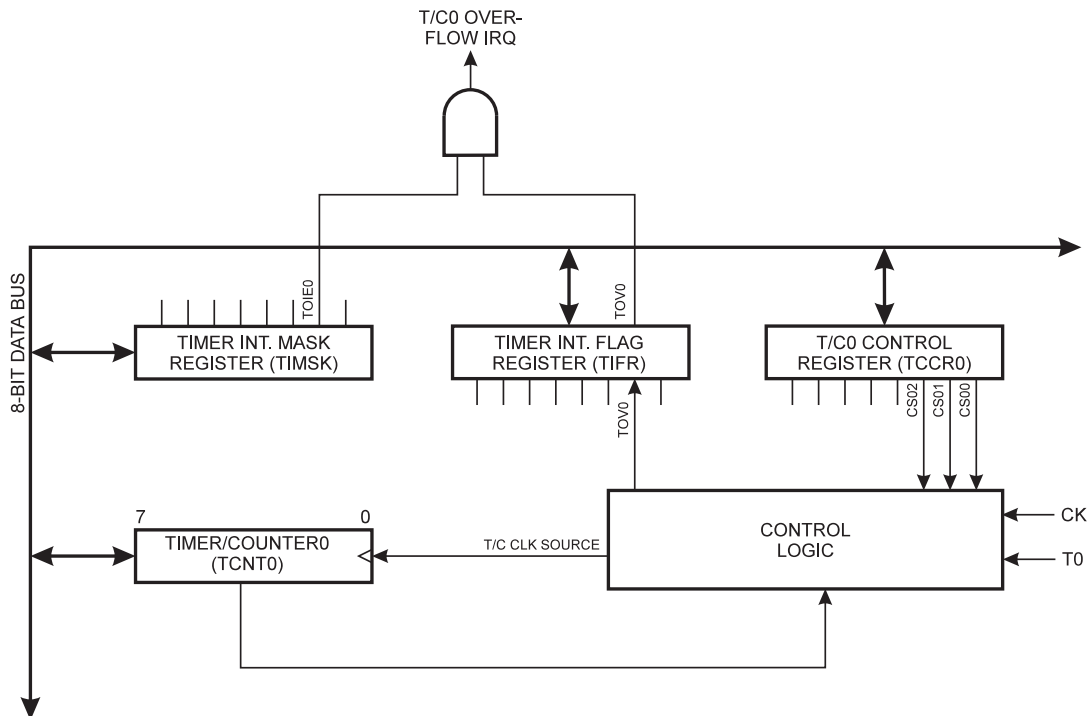 T/C0 OVER-
FLOW IRQ
8-BIT DATA BUS
TOIE0
TOV0
TIMER INT. MASK
REGISTER (TIMSK)
TIMER INT. FLAG
REGISTER (TIFR)
T/C0 CONTROL
REGISTER (TCCR0)
TOV0
CS02
CS01
CS00
7
0
TIMER/COUNTER0
(TCNT0)
T/C CLK SOURCE
CONTROL
LOGIC
CK
T0